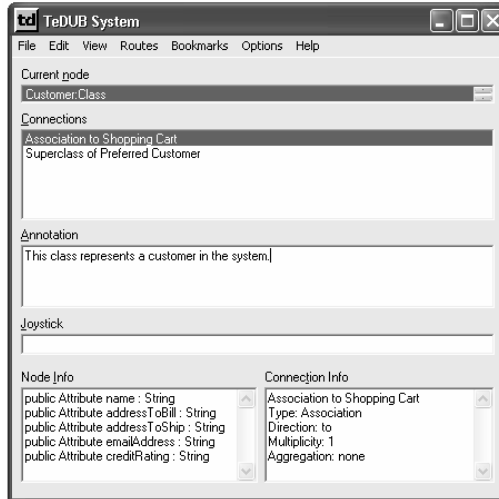 td TeDUB System
File Edit View Routes Bookmarks Options Help
Current node
Customer:Class
Connections
Association to Shopping Cart
Superclass of Preferred Customer
Annotation
This class represents a customer in the system.
Joystick
Node Info
public Attribute name : String
public Attribute addressToBill : String
public Attribute addressToShip : String
public Attribute emailAddress : String
public Attribute creditRating : String
Connection Info
Association to Shopping Cart
Type: Association
Direction: to
Multiplicity: 1
Aggregation: none